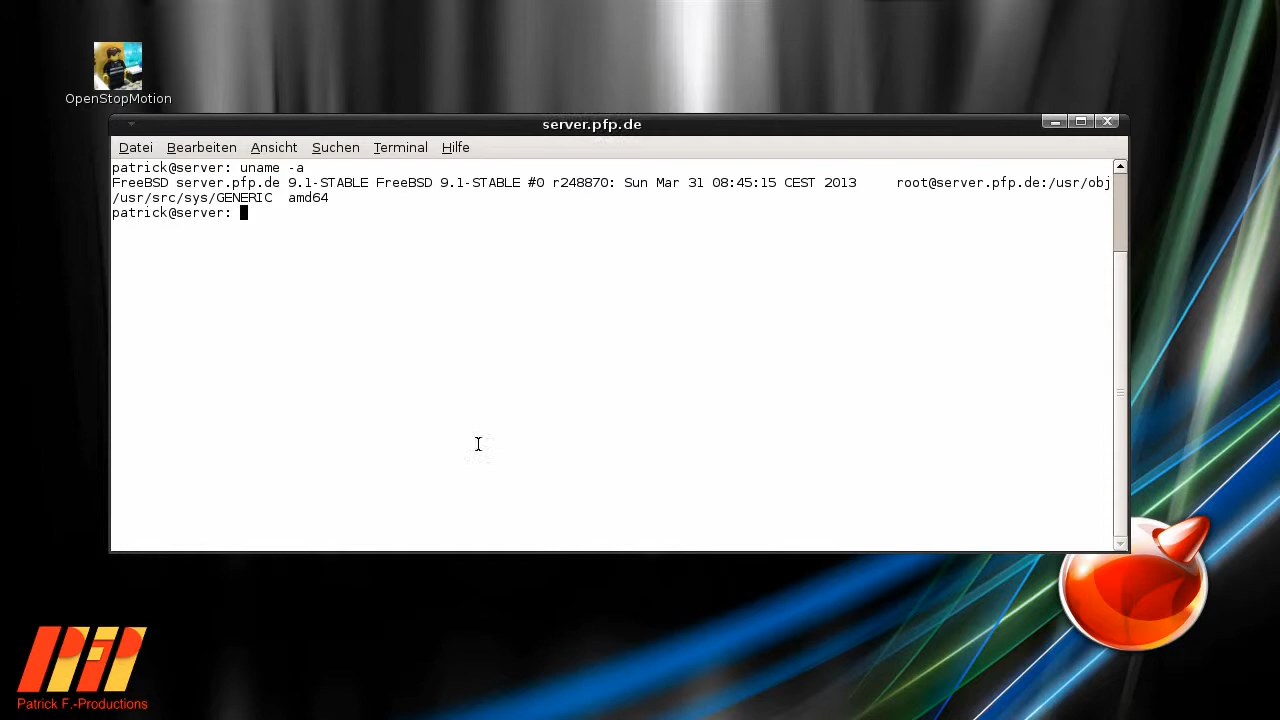 OpenStopMotion
server.pfp.de
Datei Bearbeiten Ansicht Suchen Terminal Hilfe
patrick@server: uname -a
FreeBSD server.pfp.de 9.1-STABLE FreeBSD 9.1-STABLE #0 r248870: Sun Mar 31 08:45:15 CEST 2013     root@server.pfp.de:/usr/obj
/usr/src/sys/GENERIC  amd64
patrick@server:
PFP
Patrick F.-Productions